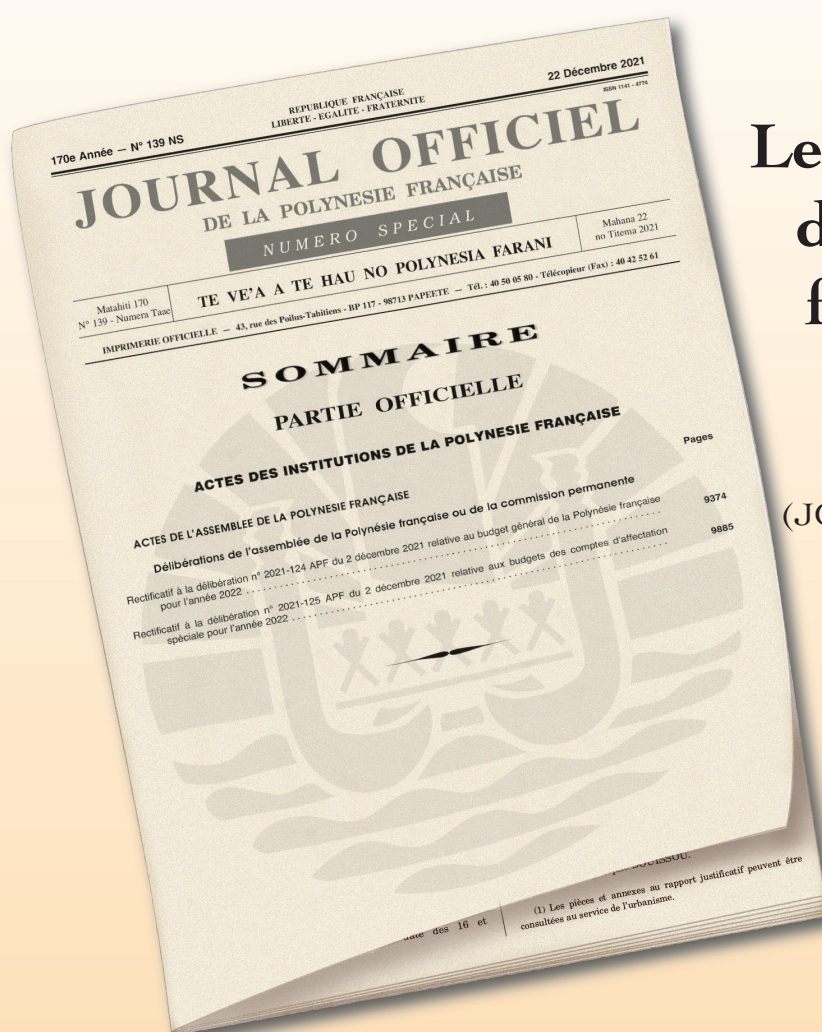 REPUBLIQUE FRANÇAISE
LIBERTE - EGALITE - FRATERNITE
170e Année — N° 139 NS
22 Décembre 2021
ISSN 1141 - 4774
JOURNAL OFFICIEL
DE LA POLYNESIE FRANÇAISE
NUMERO SPECIAL
Matahiti 170
N° 139 - Numera Taae
TE VE'A A TE HAU NO POLYNESIA FARANI
Mahana 22
no Titema 2021
IMPRIMERIE OFFICIELLE — 43, rue des Poilus-Tahitiens - BP 117 - 98713 PAPEETE — Tél. : 40 50 05 80 - Télécopieur (Fax) : 40 42 52 61
SOMMAIRE
PARTIE OFFICIELLE
ACTES DES INSTITUTIONS DE LA POLYNESIE FRANÇAISE
Pages
ACTES DE L'ASSEMBLEE DE LA POLYNESIE FRANÇAISE
Délibérations de l'assemblée de la Polynésie française ou de la commission permanente
Rectificatif à la délibération n° 2021-124 APF du 2 décembre 2021 relative au budget général de la Polynésie française
pour l'année 2022 . . . . . . . . . . . . . . . . . . . . . . . . . . . . . . . . . . . . . . . . 9374
Rectificatif à la délibération n° 2021-125 APF du 2 décembre 2021 relative aux budgets des comptes d'affectation
spéciale pour l'année 2022 . . . . . . . . . . . . . . . . . . . . . . . . . . . . . . . . . . . . 9885
date des 16 et
(1) Les pièces et annexes au rapport justificatif peuvent être
consultées au service de l'urbanisme.
Le
d
f
(JO